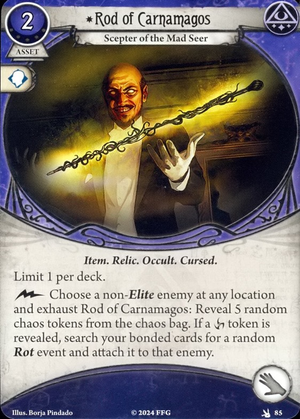 2
ASSET
*Rod of Carnamagos
Scepter of the Mad Seer
Item. Relic. Occult. Cursed.
Limit 1 per deck.
Choose a non-Elite enemy at any location
and exhaust Rod of Carnamagos: Reveal 5 random
chaos tokens from the chaos bag. If a token is
revealed, search your bonded cards for a random
Rot event and attach it to that enemy.
Illus. Borja Pindado
© 2024 FFG
85